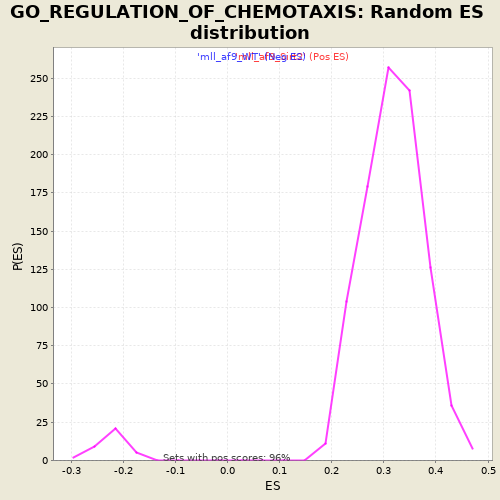 GO_REGULATION_OF_CHEMOTAXIS: Random ES
distribution
(Neg ES)
(Pos ES)
250
225
200
175
150
125
100
75
50
25
0
P(ES)
Sets with pos scores: 96%
-0.3 -0.2 -0.1 0.0 0.1 0.2 0.3 0.4 0.5
ES